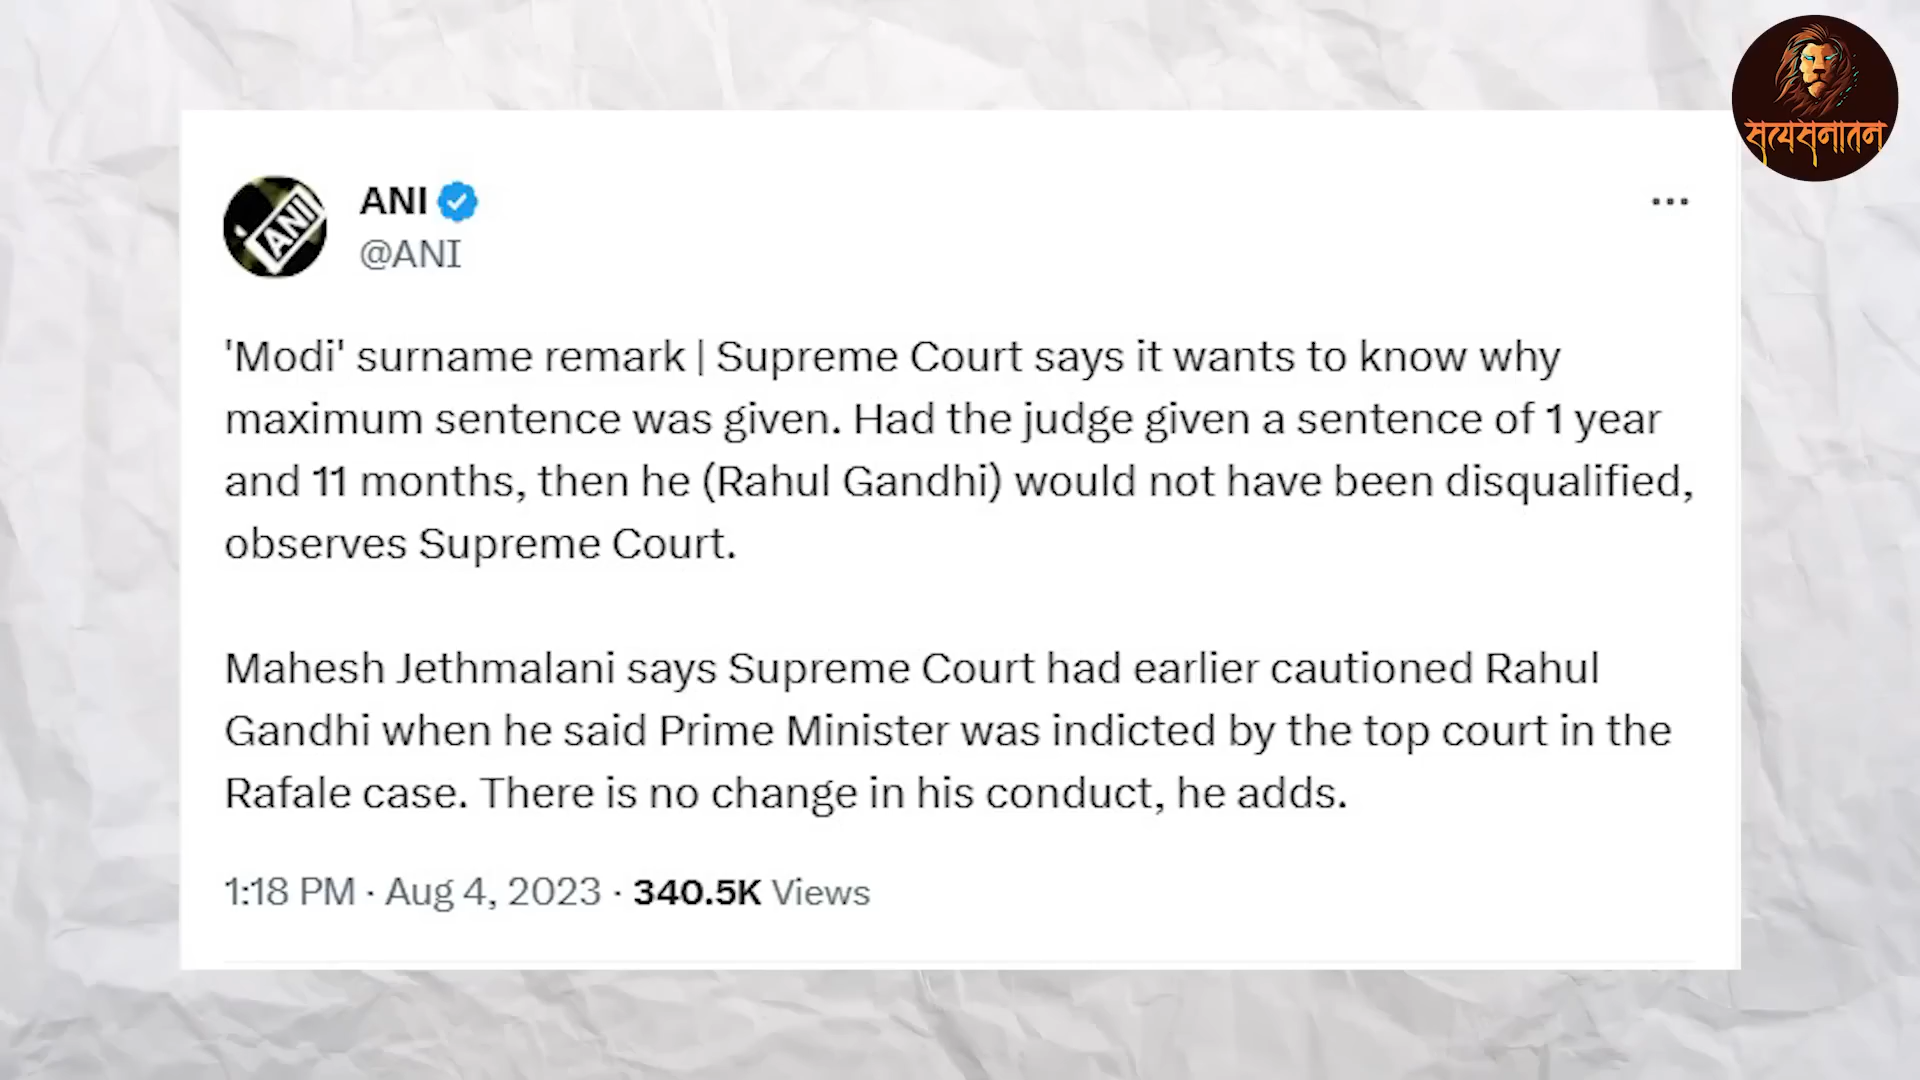 सत्यसनातन
ANI
ANI
@ANI
'Modi' surname remark | Supreme Court says it wants to know why
maximum sentence was given. Had the judge given a sentence of 1 year
and 11 months, then he (Rahul Gandhi) would not have been disqualified,
observes Supreme Court.
Mahesh Jethmalani says Supreme Court had earlier cautioned Rahul
Gandhi when he said Prime Minister was indicted by the top court in the
Rafale case. There is no change in his conduct, he adds.
1:18 PM · Aug 4, 2023 · 340.5K Views